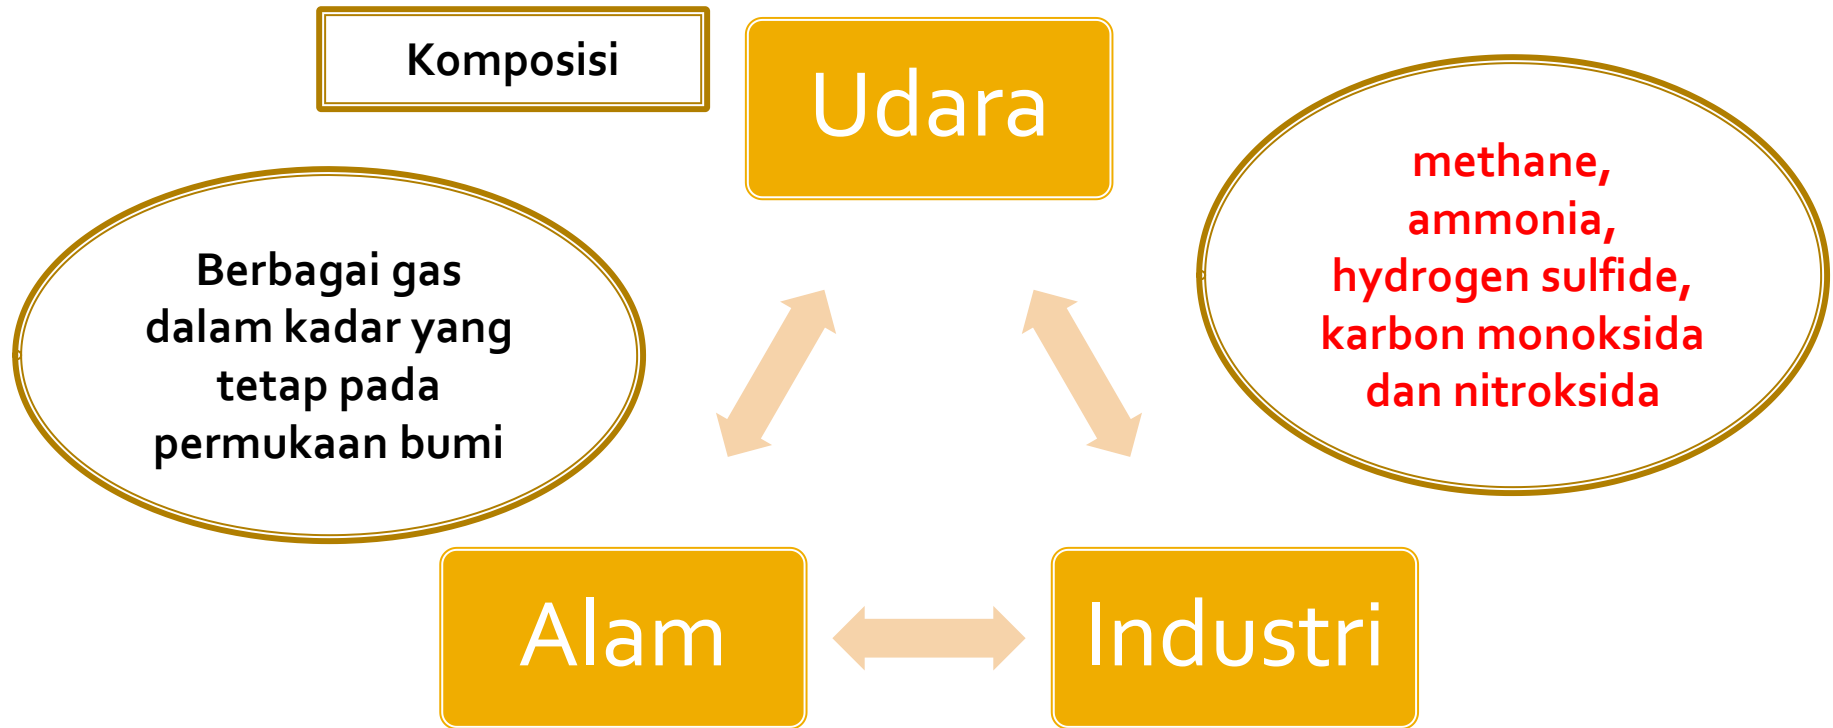 Komposisi
Udara
Berbagai gas
dalam kadar yang
tetap pada
permukaan bumi
methane,
ammonia,
hydrogen sulfide,
karbon monoksida
dan nitroksida
Alam
Industri